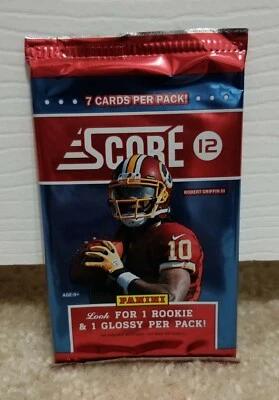 7 CARDS PER PACK!
SCORE 12
ROBERT GRIFFIN III
10
AGE:9+
PANINI
Look FOR 1 ROOKIE
& 1 GLOSSY PER PACK!